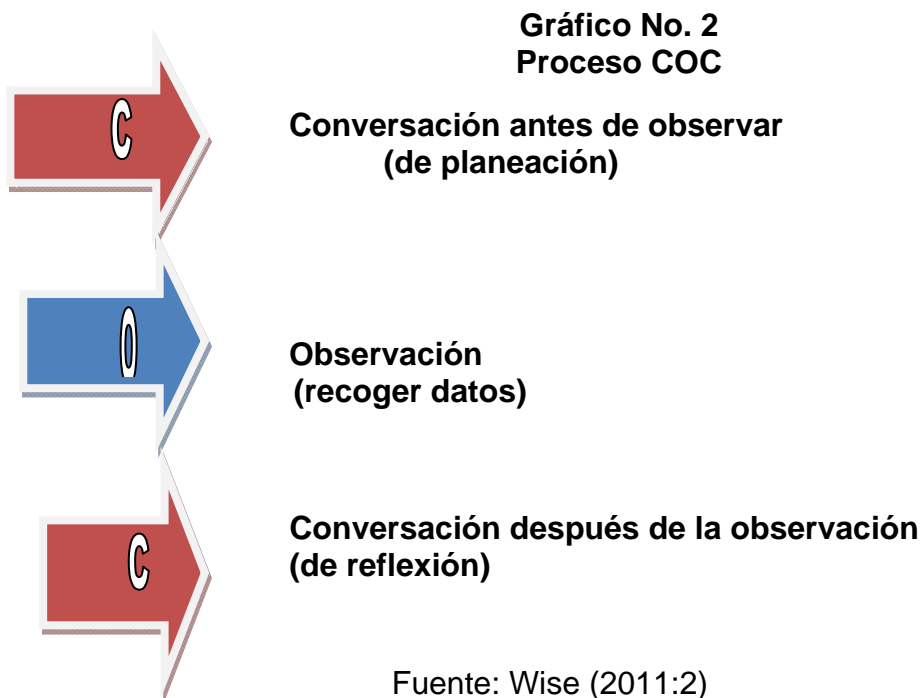 Gráfico No. 2
Proceso COC
C
Conversación antes de observar
(de planeación)
O
Observación
(recoger datos)
C
Conversación después de la observación
(de reflexión)
Fuente: Wise (2011:2)